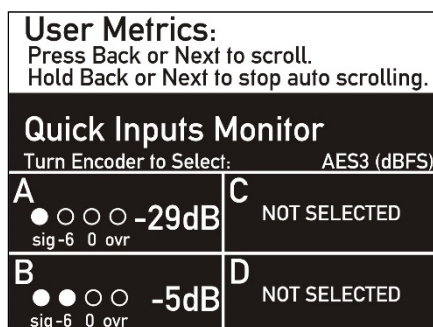 User Metrics:
Press Back or Next to scroll.
Hold Back or Next to stop auto scrolling.
Quick Inputs Monitor
Turn Encoder to Select: AES3 (dBFS)
A
-29dB
sig -6 0 ovr
C
NOT SELECTED
B
-5dB
sig -6 0 ovr
D
NOT SELECTED